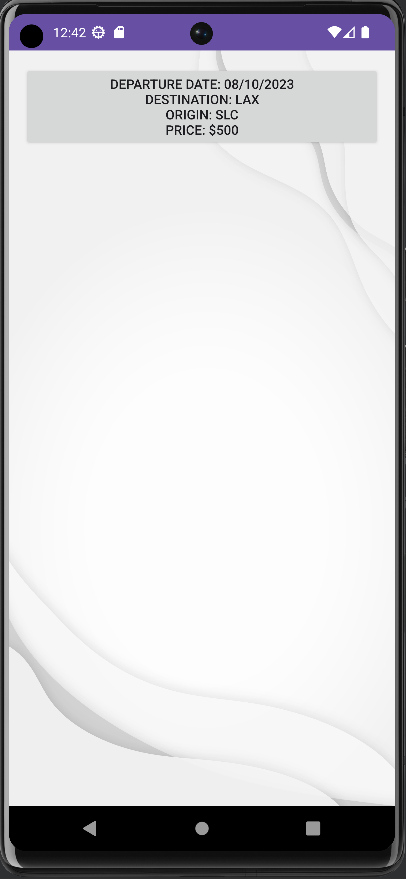 12:42
DEPARTURE DATE: 08/10/2023
DESTINATION: LAX
ORIGIN: SLC
PRICE: $500